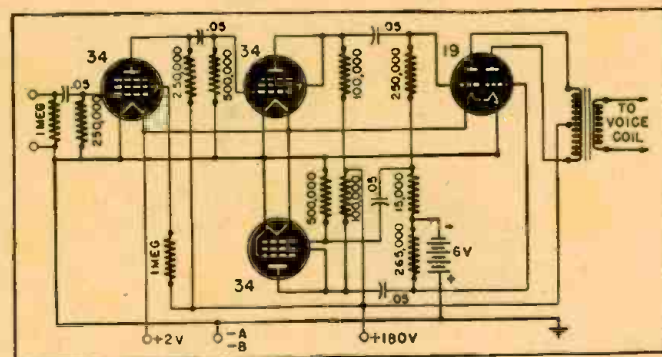 .05
34
34
19
.05
.05
1 MEG
250,000
250,000
500,000
100,000
250,000
TO
VOICE
COIL
500,000
100,000
.05
15,000
265,000
-
6V
+
1 MEG
34
.05
+2V
-A
-B
+180V